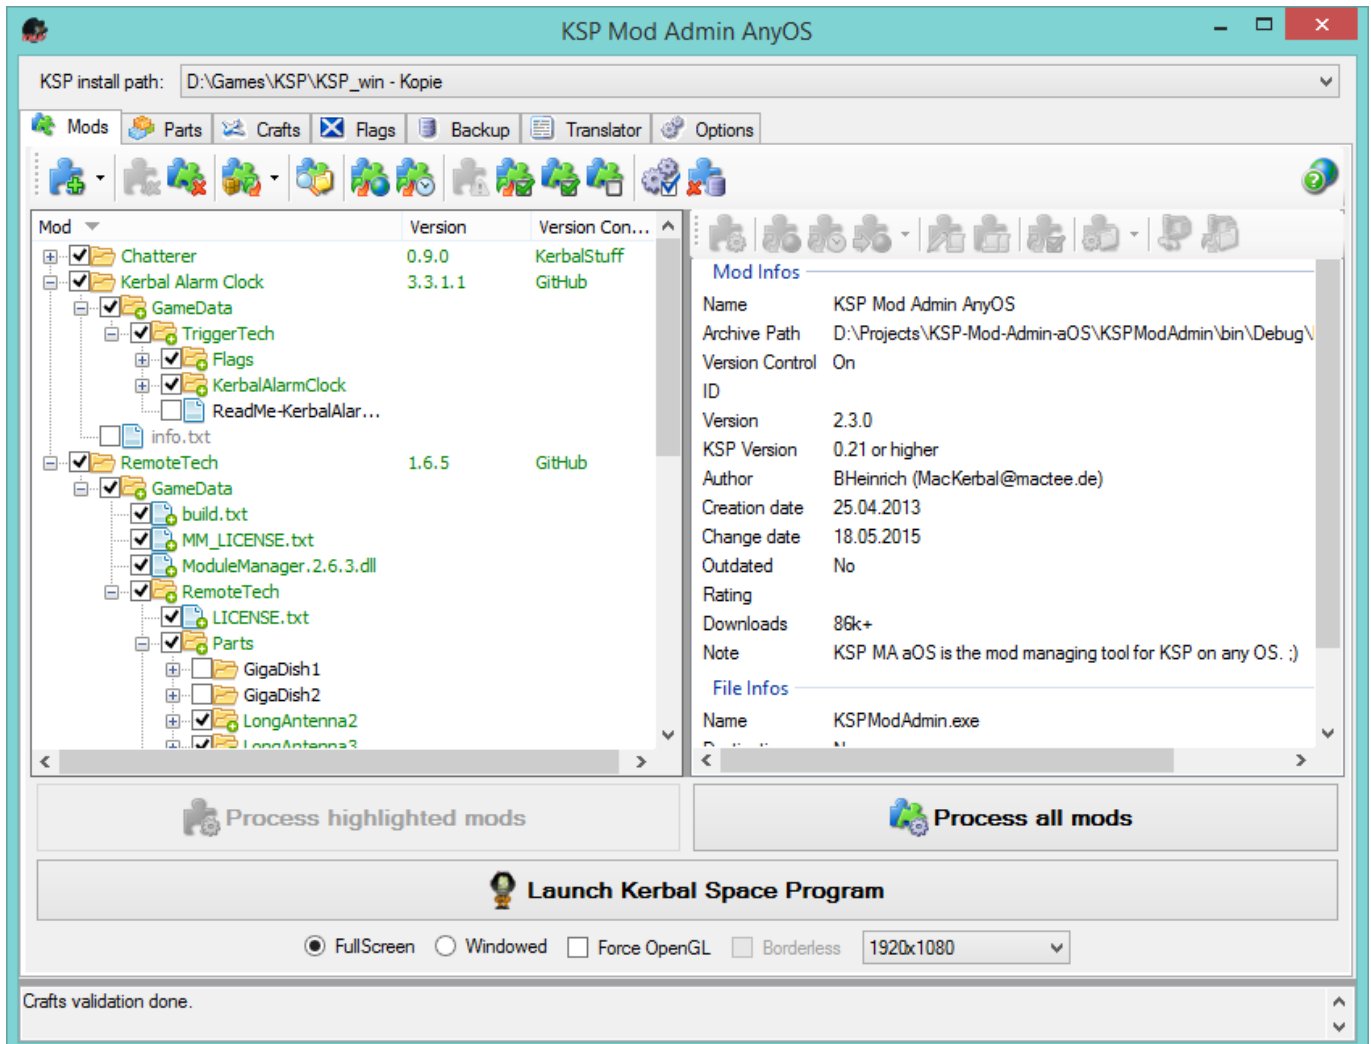 KSP Mod Admin AnyOS
KSP install path: D:\Games\KSP\KSP_win - Kopie
Mods Parts Crafts Flags Backup Translator Options
Mod Version Version Con...
Chatterer 0.9.0 KerbalStuff
Kerbal Alarm Clock 3.3.1.1 GitHub
GameData
TriggerTech
Flags
KerbalAlarmClock
ReadMe-KerbalAlar...
info.txt
RemoteTech 1.6.5 GitHub
GameData
build.txt
MM_LICENSE.txt
ModuleManager.2.6.3.dll
RemoteTech
LICENSE.txt
Parts
GigaDish1
GigaDish2
LongAntenna2
LongAntenna3
Mod Infos
Name KSP Mod Admin AnyOS
Archive Path D:\Projects\KSP-Mod-Admin-aOS\KSPModAdmin\bin\Debug\
Version Control On
ID
Version 2.3.0
KSP Version 0.21 or higher
Author BHeinrich (MacKerbal@mactee.de)
Creation date 25.04.2013
Change date 18.05.2015
Outdated No
Rating
Downloads 86k+
Note KSP MA aOS is the mod managing tool for KSP on any OS. ;)
File Infos
Name KSPModAdmin.exe
Process highlighted mods
Process all mods
Launch Kerbal Space Program
FullScreen Windowed Force OpenGL Borderless 1920x1080
Crafts validation done.